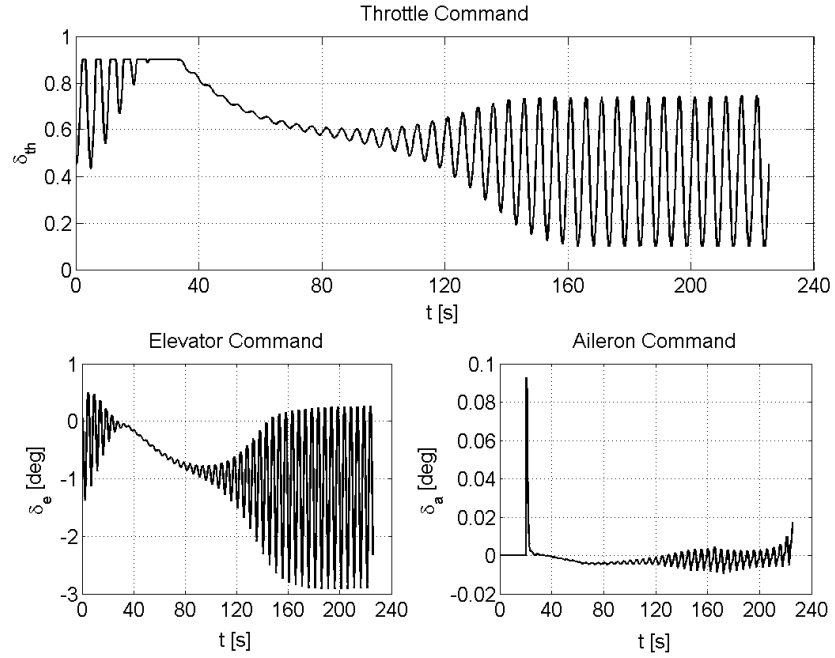 Throttle Command
1
0.8
0.6
0.4
0.2
0
δth
0 40 80 120 160 200 240
t [s]
Elevator Command
1
0
-1
-2
-3
δe [deg]
0 40 80 120 160 200 240
t [s]
Aileron Command
0.1
0.08
0.06
0.04
0.02
0
-0.02
δa [deg]
0 40 80 120 160 200 240
t [s]